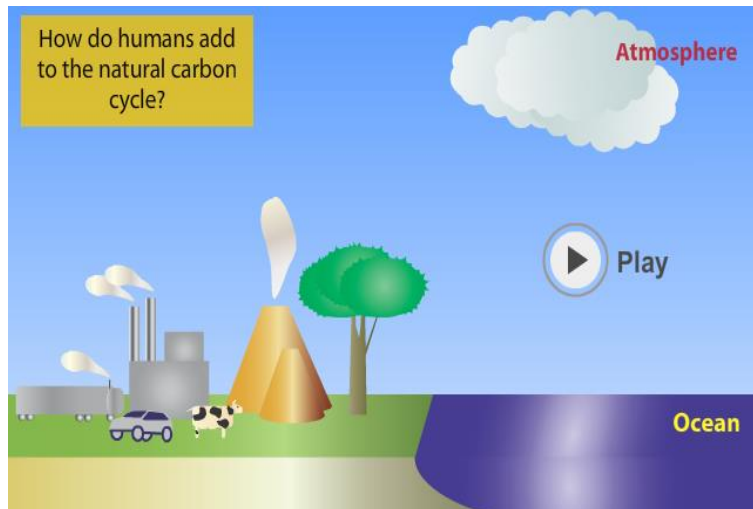 How do humans add
to the natural carbon
cycle?
Atmosphere
Play
Ocean